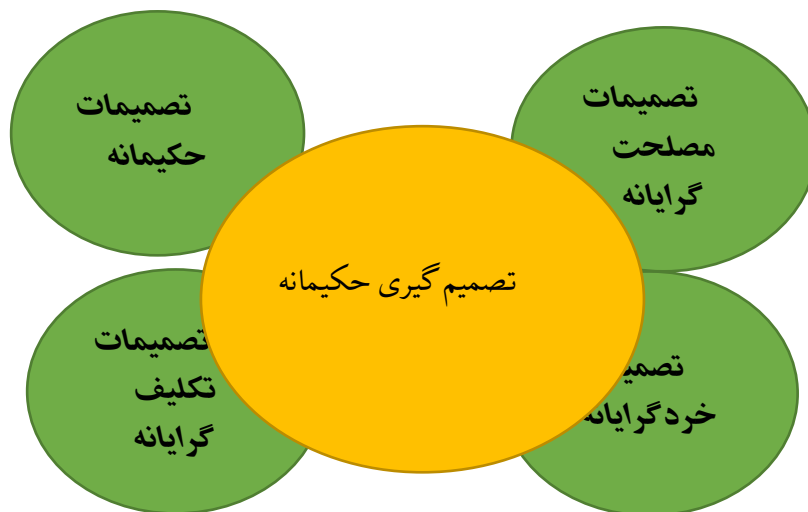 تصمیمات
مصلحت
گرایانه
تصمیمات
حکیمانه
تصمیم گیری حکیمانه
خردگرایانه
تصمیمات
تکلیف
گرایانه